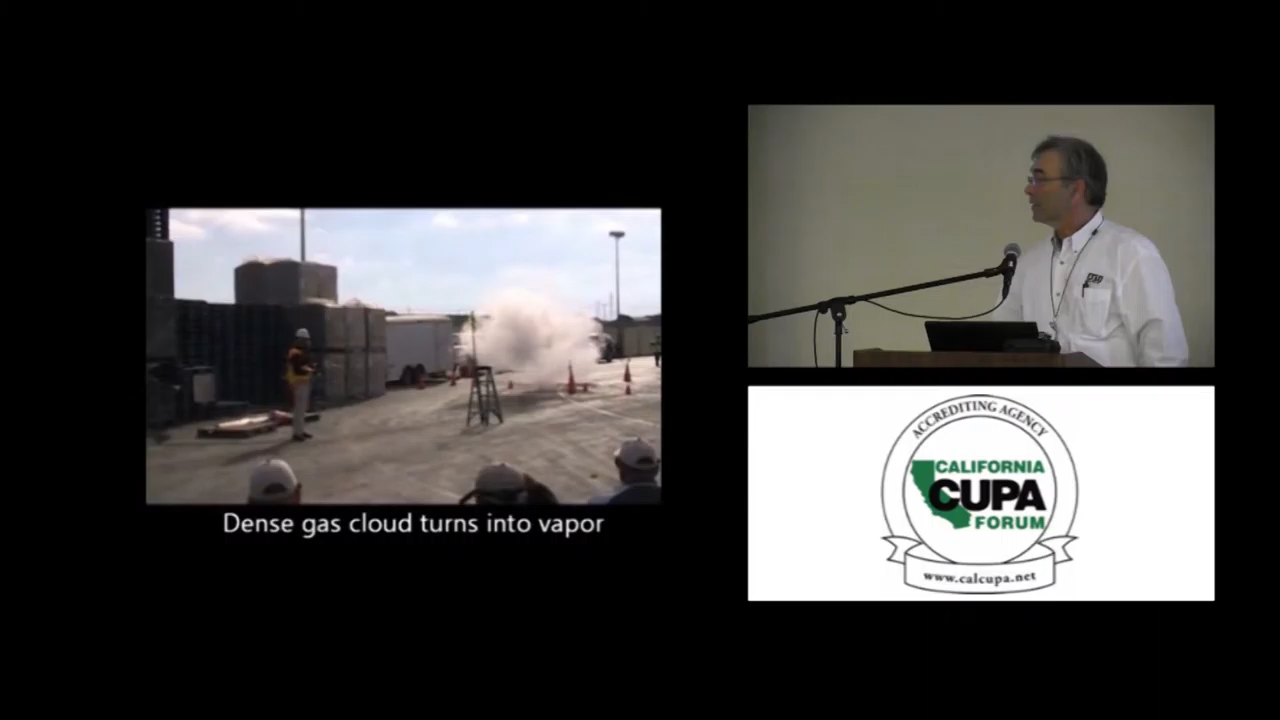 Dense gas cloud turns into vapor
ACCREDITING AGENCY
CALIFORNIA
CUPA
FORUM
www.calcupa.net